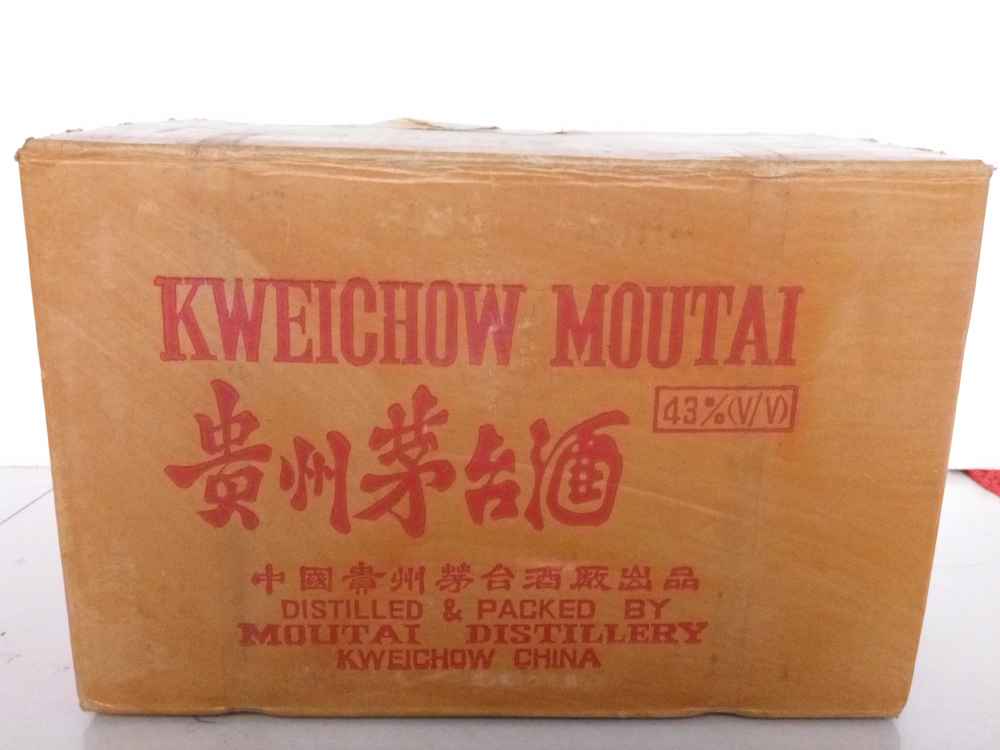 KWEICHOW MOUTAI
43%(V/V)
貴州茅台酒
中國貴州茅台酒厰出品
DISTILLED & PACKED BY
MOUTAI DISTILLERY
KWEICHOW CHINA